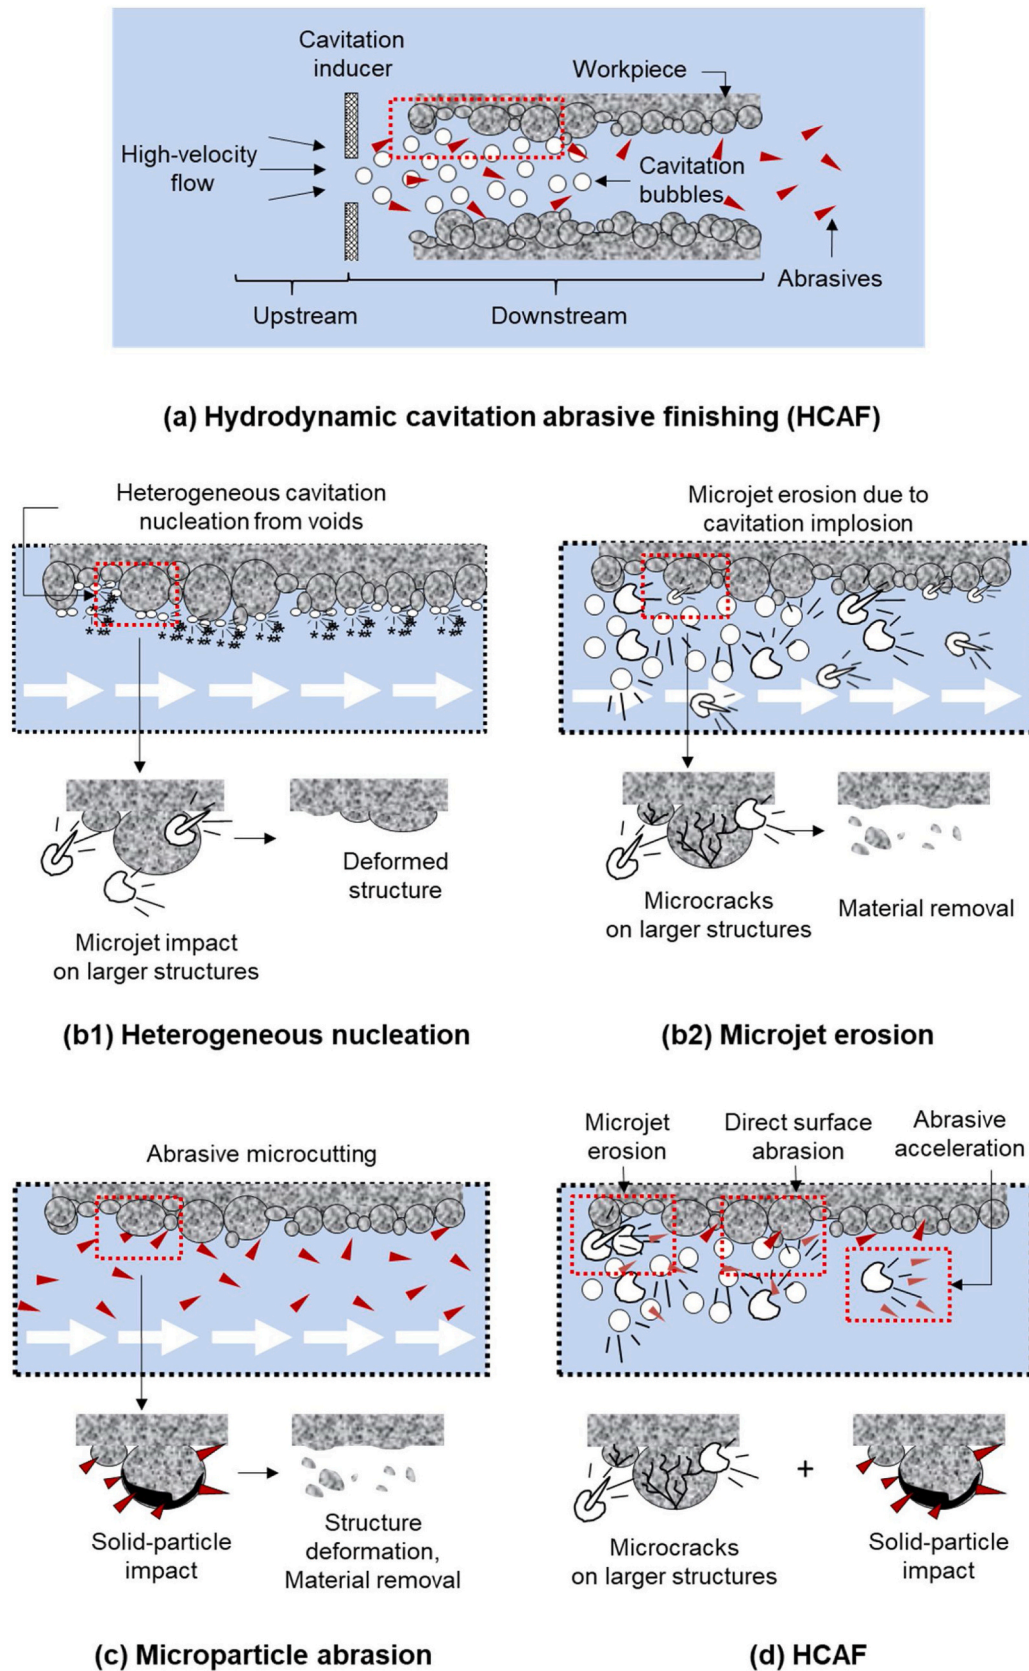 Cavitation
inducer
Workpiece
High-velocity
flow
Cavitation
bubbles
Abrasives
Upstream
Downstream
(a) Hydrodynamic cavitation abrasive finishing (HCAF)
Heterogeneous cavitation
nucleation from voids
Deformed
structure
Microjet impact
on larger structures
(b1) Heterogeneous nucleation
Microjet erosion due to
cavitation implosion
Microcracks
on larger structures
Material removal
(b2) Microjet erosion
Abrasive microcutting
Solid-particle
impact
Structure
deformation,
Material removal
(c) Microparticle abrasion
Microjet
erosion
Direct surface
abrasion
Abrasive
acceleration
+
Microcracks
on larger structures
Solid-particle
impact
(d) HCAF